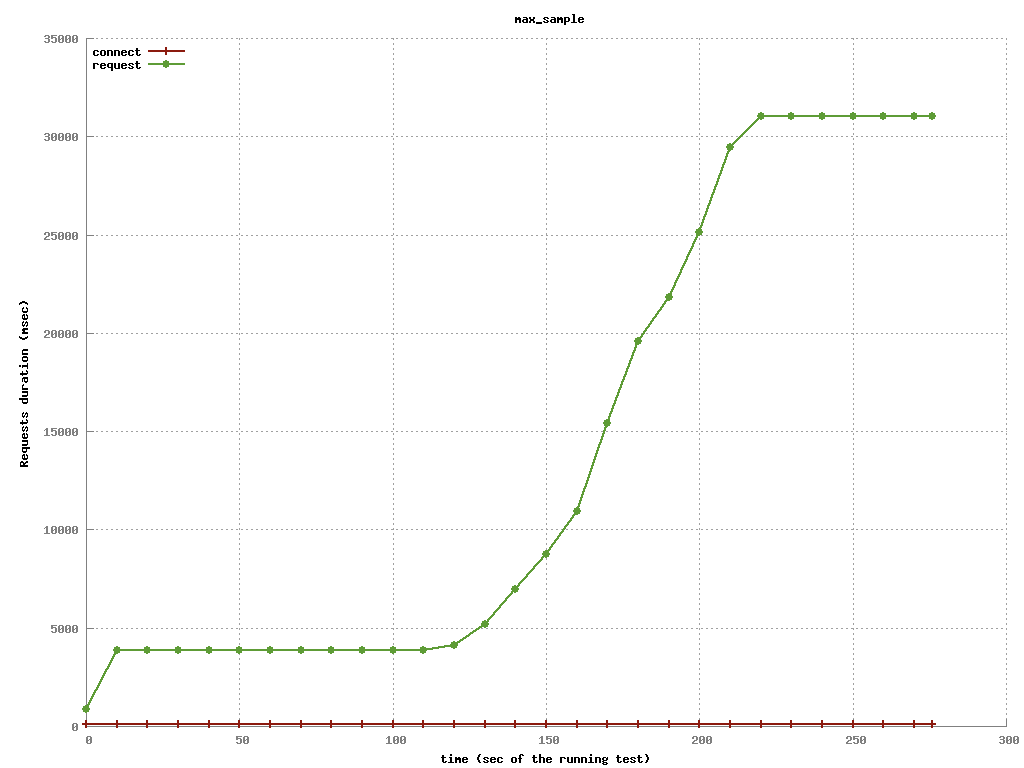 max_sample
35000
connect
request
30000
25000
20000
15000
10000
5000
0
Requests duration (msec)
0 50 100 150 200 250 300
time (sec of the running test)